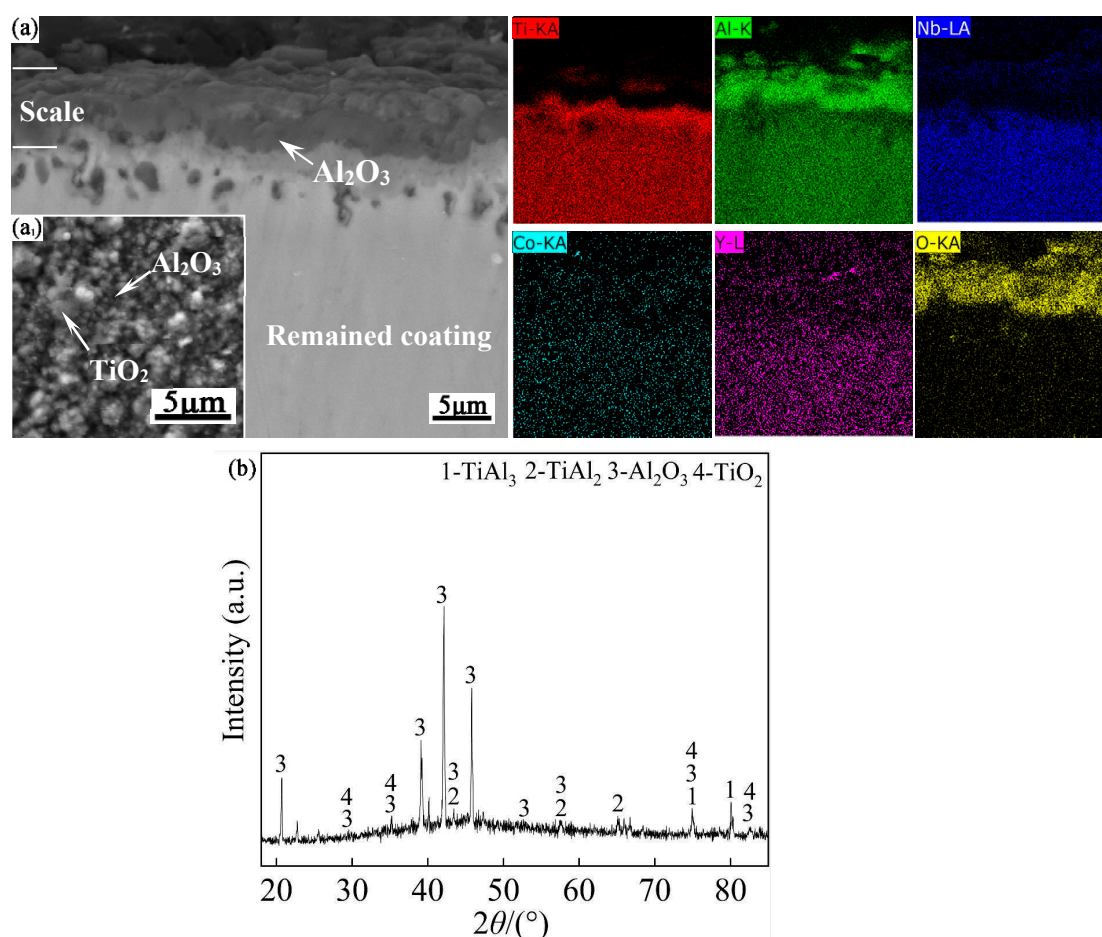 (a)
Scale
Al₂O₃
(a₁)
Al₂O₃
TiO₂
5μm
Remained coating
5μm
Ti-KA
Al-K
Nb-LA
Co-KA
Y-L
O-KA
(b)
1-TiAl₃ 2-TiAl₂ 3-Al₂O₃ 4-TiO₂
Intensity (a.u.)
3
4
3
4
3
3
3
3
2
3
3
3
2
2
4
3
1
1
4
3
20 30 40 50 60 70 80
2θ/(°)